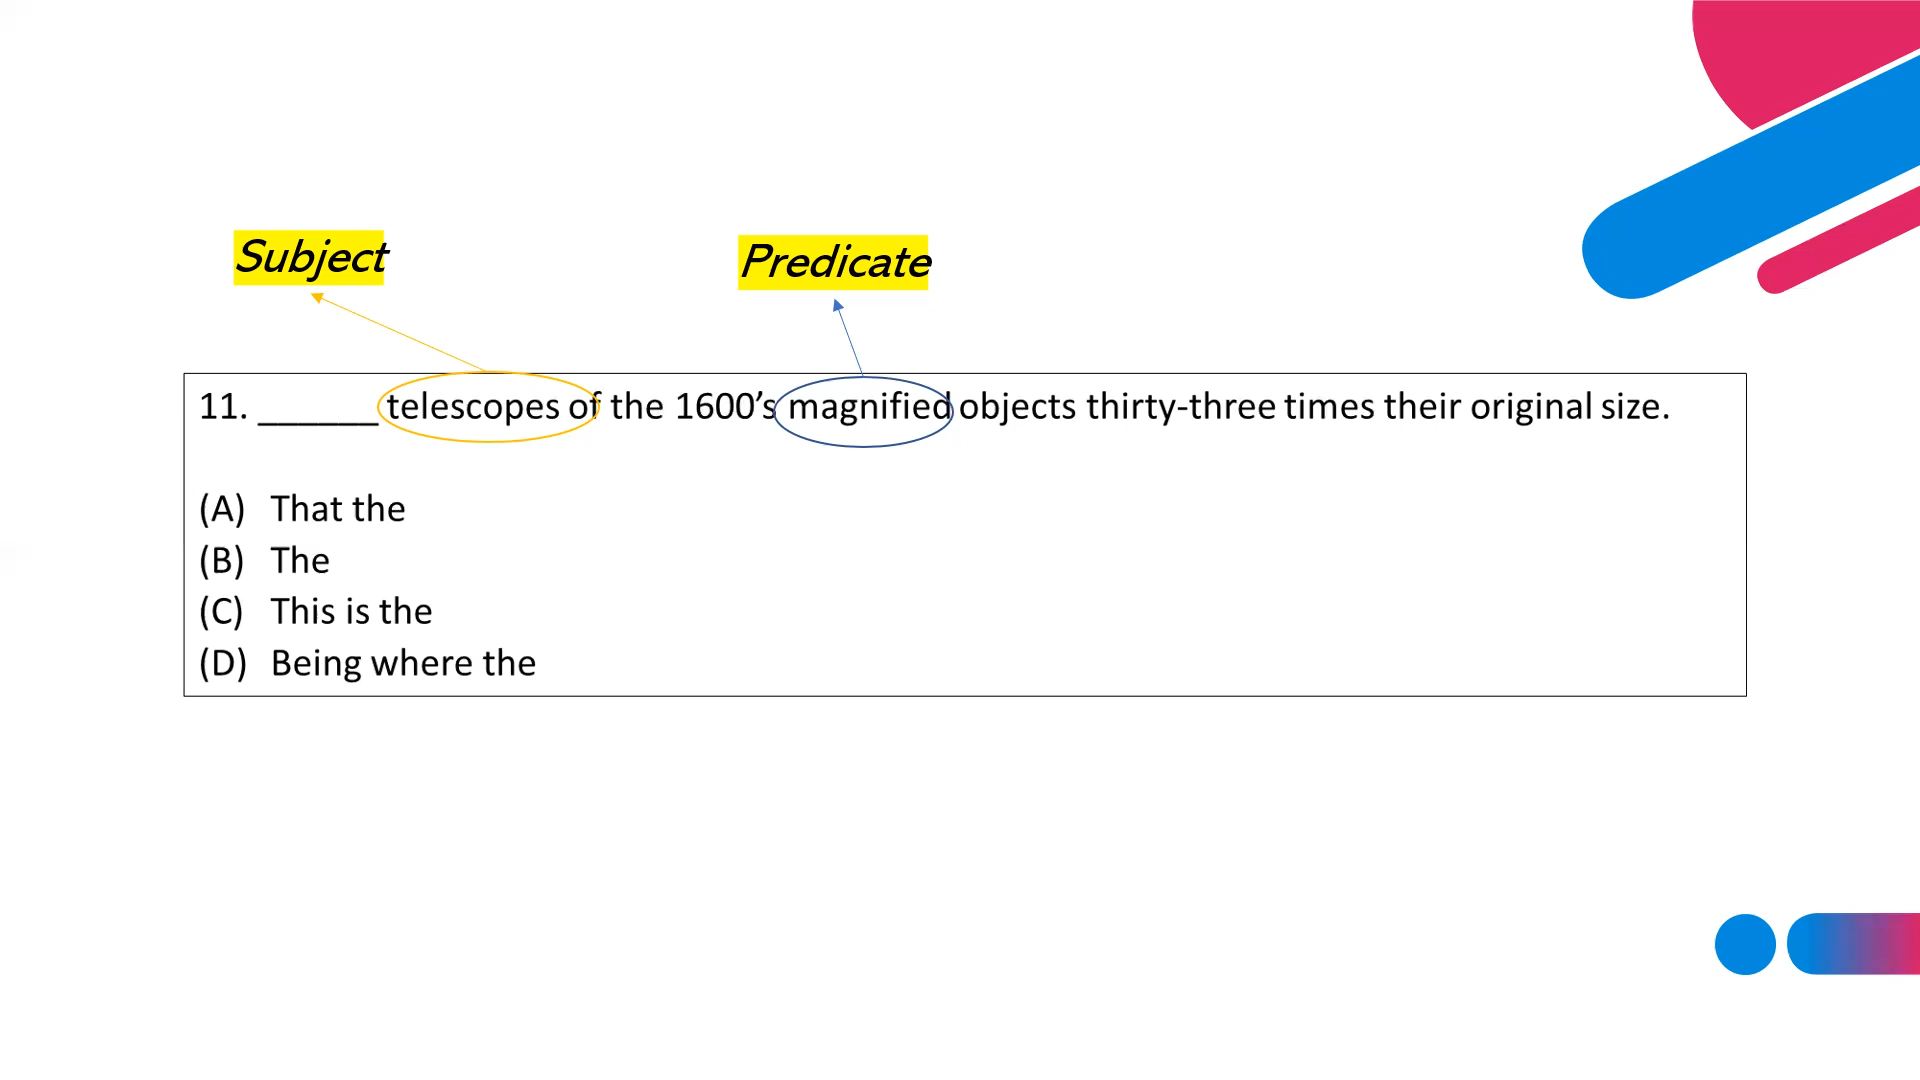 Subject
Predicate
11. ______ telescopes of the 1600’s magnified objects thirty-three times their original size.
(A) That the
(B) The
(C) This is the
(D) Being where the